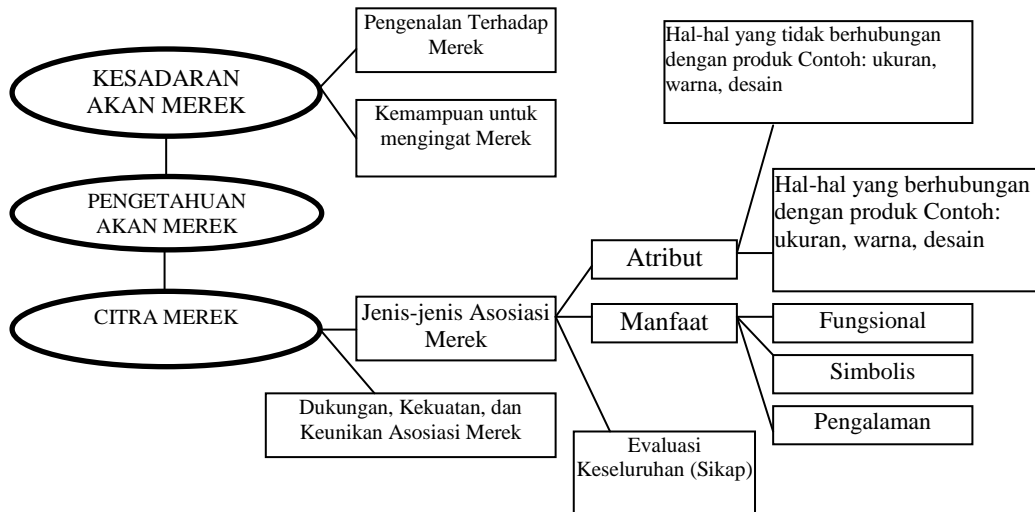 Pengenalan Terhadap
Merek
KESADARAN
AKAN MEREK
Kemampuan untuk
mengingat Merek
Hal-hal yang tidak berhubungan
dengan produk Contoh: ukuran,
warna, desain
PENGETAHUAN
AKAN MEREK
Hal-hal yang berhubungan
dengan produk Contoh:
ukuran, warna, desain
Atribut
CITRA MEREK
Jenis-jenis Asosiasi
Merek
Manfaat
Fungsional
Simbolis
Pengalaman
Dukungan, Kekuatan, dan
Keunikan Asosiasi Merek
Evaluasi
Keseluruhan (Sikap)